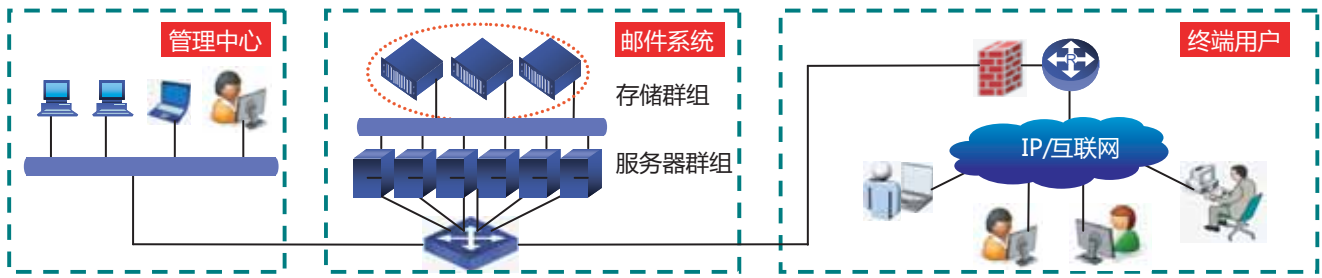 管理中心
邮件系统
存储群组
服务器群组
终端用户
R
IP/互联网